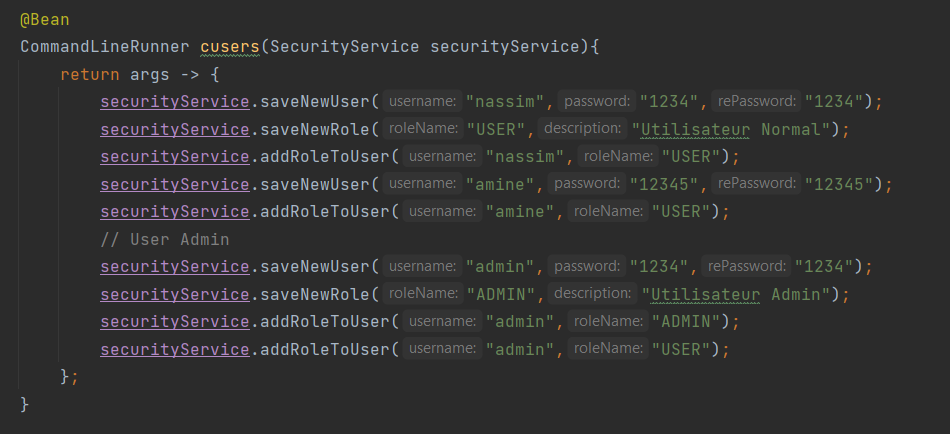 @Bean
CommandLineRunner cusers(SecurityService securityService){
return args -> {
securityService.saveNewUser( username: "nassim", password: "1234", rePassword: "1234");
securityService.saveNewRole( roleName: "USER", description: "Utilisateur Normal");
securityService.addRoleToUser( username: "nassim", roleName: "USER");
securityService.saveNewUser( username: "amine", password: "12345", rePassword: "12345");
securityService.addRoleToUser( username: "amine", roleName: "USER");
// User Admin
securityService.saveNewUser( username: "admin", password: "1234", rePassword: "1234");
securityService.saveNewRole( roleName: "ADMIN", description: "Utilisateur Admin");
securityService.addRoleToUser( username: "admin", roleName: "ADMIN");
securityService.addRoleToUser( username: "admin", roleName: "USER");
};
}